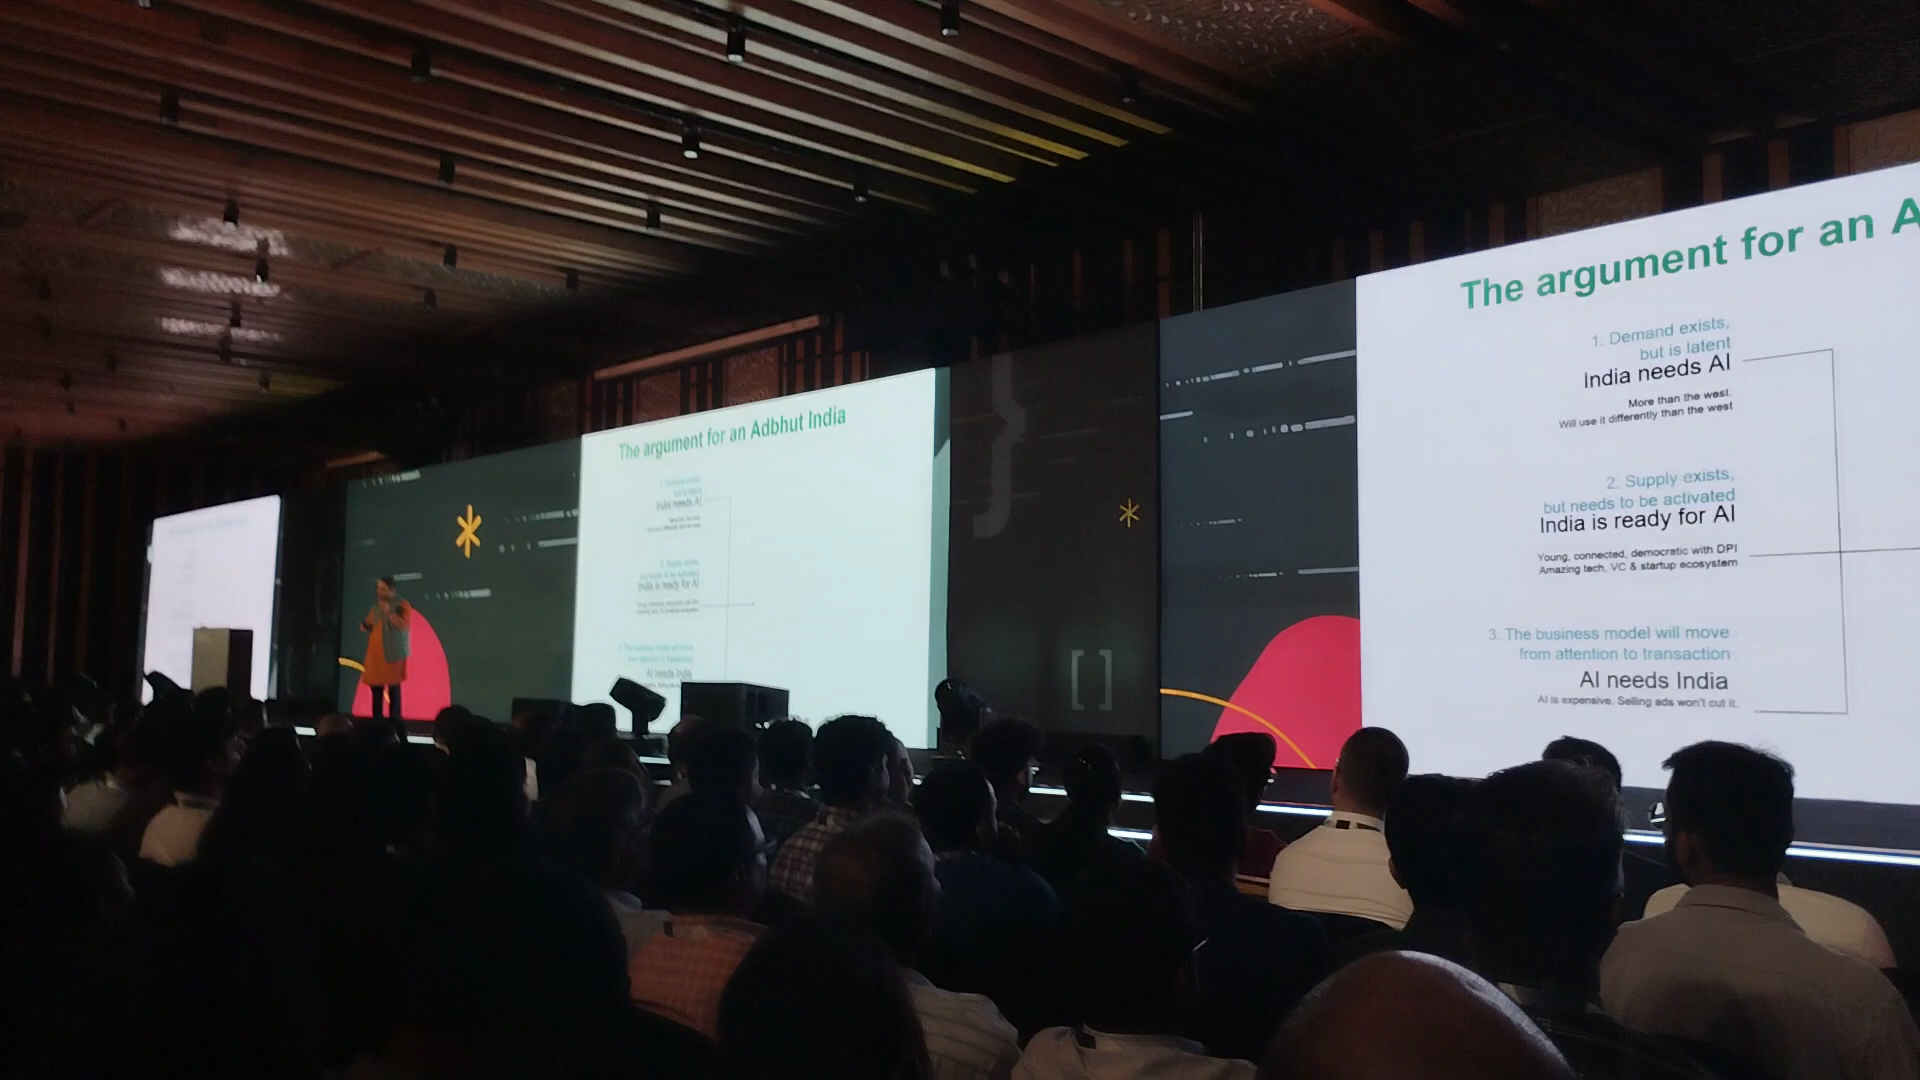 The argument for an Adbhut India
India needs AI
India is ready for AI
AI needs India
The argument for an A
1. Demand exists,
but is latent
India needs AI
More than the west.
Will use it differently than the west
2. Supply exists,
but needs to be activated
India is ready for AI
Young, connected, democratic with DPI
Amazing tech, VC & startup ecosystem
3. The business model will move
from attention to transaction
AI needs India
AI is expensive. Selling ads won't cut it.